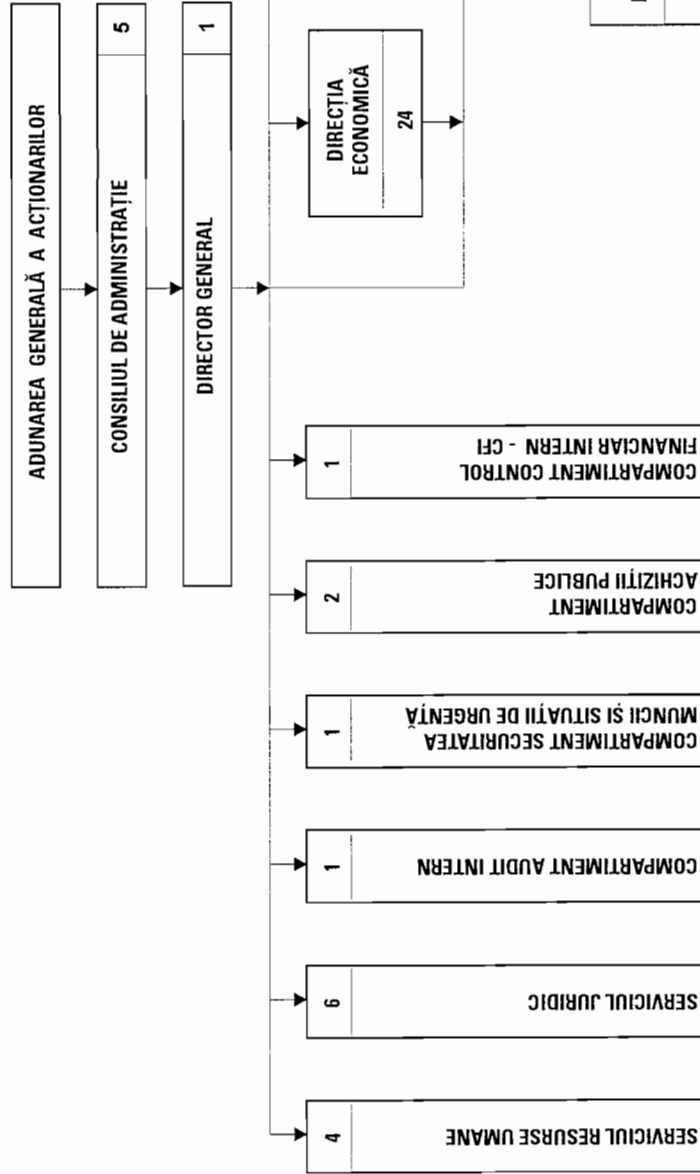 ADUNAREA GENERALĂ A ACȚIONARILOR
CONSILIUL DE ADMINISTRAȚIE 5
DIRECTOR GENERAL 1
4
SERVICIUL RESURSE UMANE
6
SERVICIUL JURIDIC
1
COMPARTIMENT AUDIT INTERN
1
COMPARTIMENT SECURITATEA
MUNCII ȘI SITUAȚII DE URGENȚĂ
2
COMPARTIMENT
ACHIZIȚII PUBLICE
1
COMPARTIMENT CONTROL
FINANCIAR INTERN - CFI
DIRECȚIA
ECONOMICĂ
24